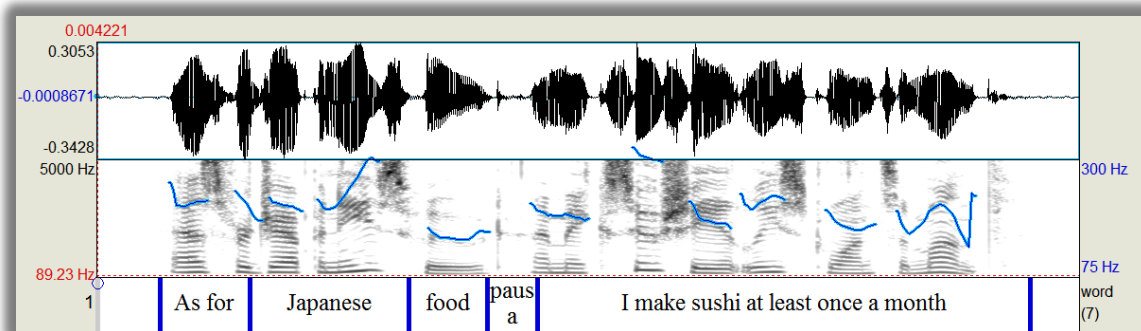 0.004221
0.3053
-0.0008671
-0.3428
5000 Hz 300 Hz
89.23 Hz 75 Hz
1 As for Japanese food paus
a I make sushi at least once a month word
(7)